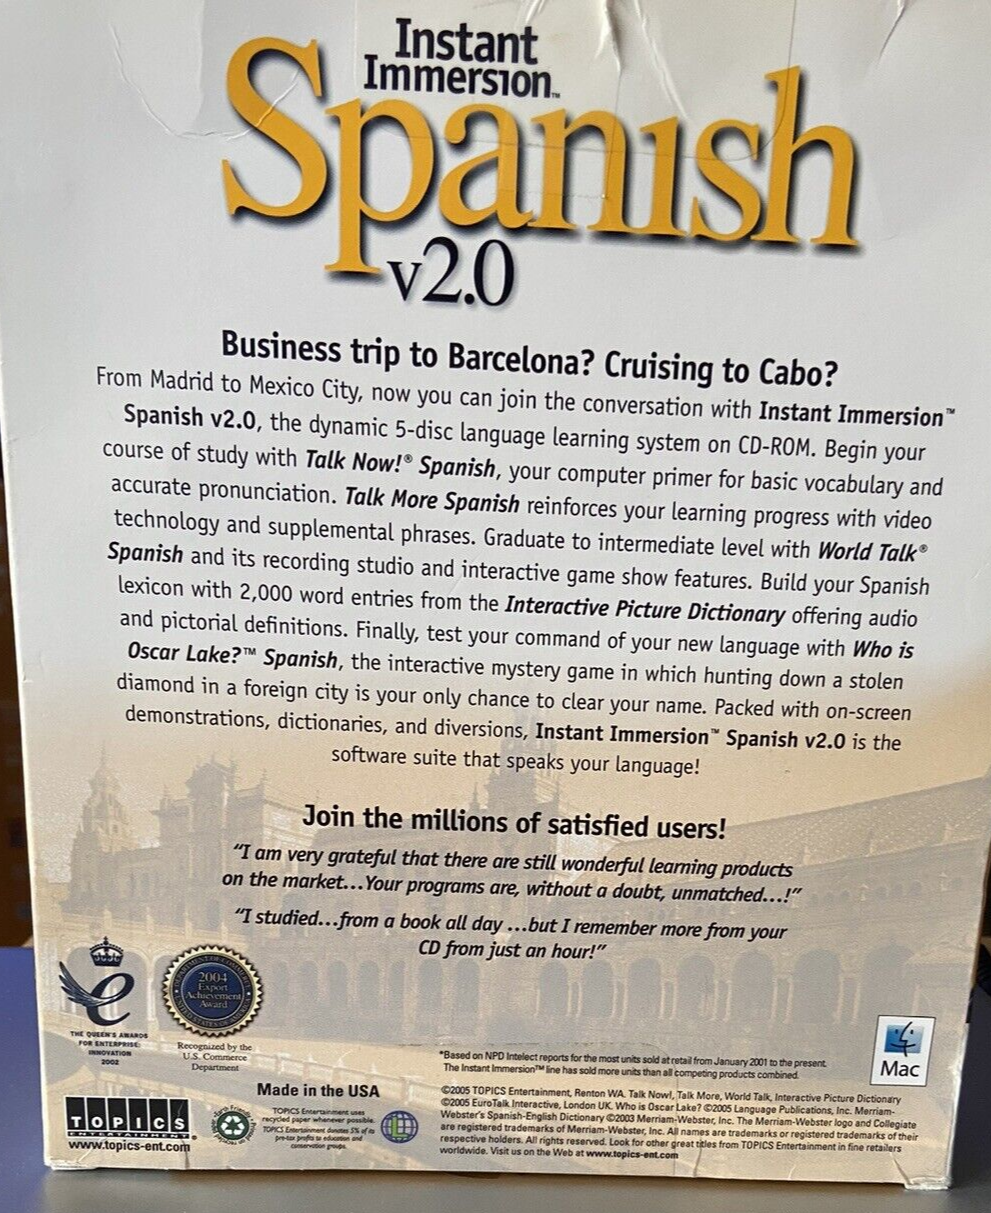 Instant
Immersion™
Spanish
v2.0
Business trip to Barcelona? Cruising to Cabo?
From Madrid to Mexico City, now you can join the conversation with Instant Immersion™
Spanish v2.0, the dynamic 5-disc language learning system on CD-ROM. Begin your
course of study with Talk Now!® Spanish, your computer primer for basic vocabulary and
accurate pronunciation. Talk More Spanish reinforces your learning progress with video
technology and supplemental phrases. Graduate to intermediate level with World Talk®
Spanish and its recording studio and interactive game show features. Build your Spanish
lexicon with 2,000 word entries from the Interactive Picture Dictionary offering audio
and pictorial definitions. Finally, test your command of your new language with Who is
Oscar Lake?™ Spanish, the interactive mystery game in which hunting down a stolen
diamond in a foreign city is your only chance to clear your name. Packed with on-screen
demonstrations, dictionaries, and diversions, Instant Immersion™ Spanish v2.0 is the
software suite that speaks your language!
Join the millions of satisfied users!
"I am very grateful that there are still wonderful learning products
on the market...Your programs are, without a doubt, unmatched...!"
"I studied...from a book all day ...but I remember more from your
CD from just an hour!"
THE QUEEN'S AWARDS
FOR ENTERPRISE:
INNOVATION
2002
2004
Export
Achievement
Award
Recognized by the
U.S. Commerce
Department
*Based on NPD Intelect reports for the most units sold at retail from January 2001 to the present.
The Instant Immersion™ line has sold more units than all competing products combined.
Mac
Made in the USA
TOPICS
ENTERTAINMENT®
www.topics-ent.com
TOPICS Entertainment uses
recycled paper whenever possible.
TOPICS Entertainment donates 5% of its
pre-tax profits to education and
conservation groups.
©2005 TOPICS Entertainment, Renton WA. Talk Now!, Talk More, World Talk, Interactive Picture Dictionary
©2005 EuroTalk Interactive, London UK. Who is Oscar Lake? ©2005 Language Publications, Inc. Merriam-
Webster's Spanish-English Dictionary ©2003 Merriam-Webster, Inc. The Merriam-Webster logo and Collegiate
are registered trademarks of Merriam-Webster, Inc. All names are trademarks or registered trademarks of their
respective holders. All rights reserved. Look for other great titles from TOPICS Entertainment in fine retailers
worldwide. Visit us on the Web at www.topics-ent.com